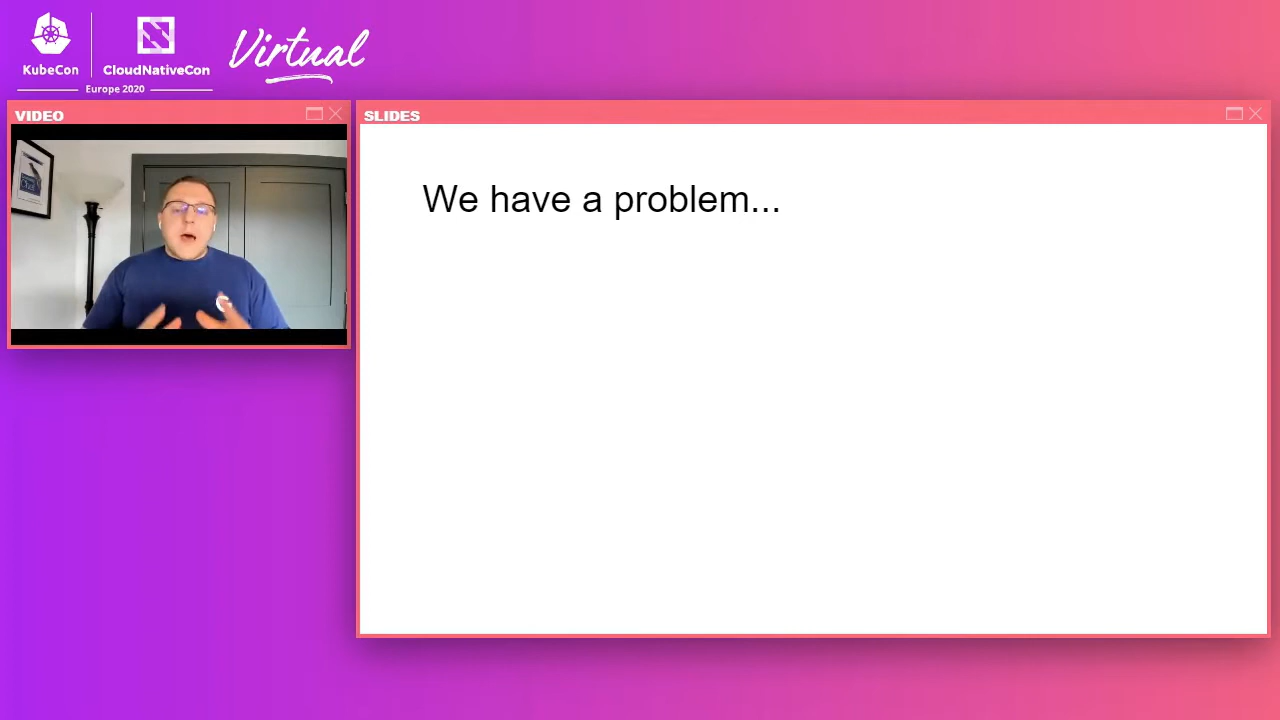 KubeCon
CloudNativeCon
Europe 2020
Virtual
VIDEO
SLIDES
We have a problem...